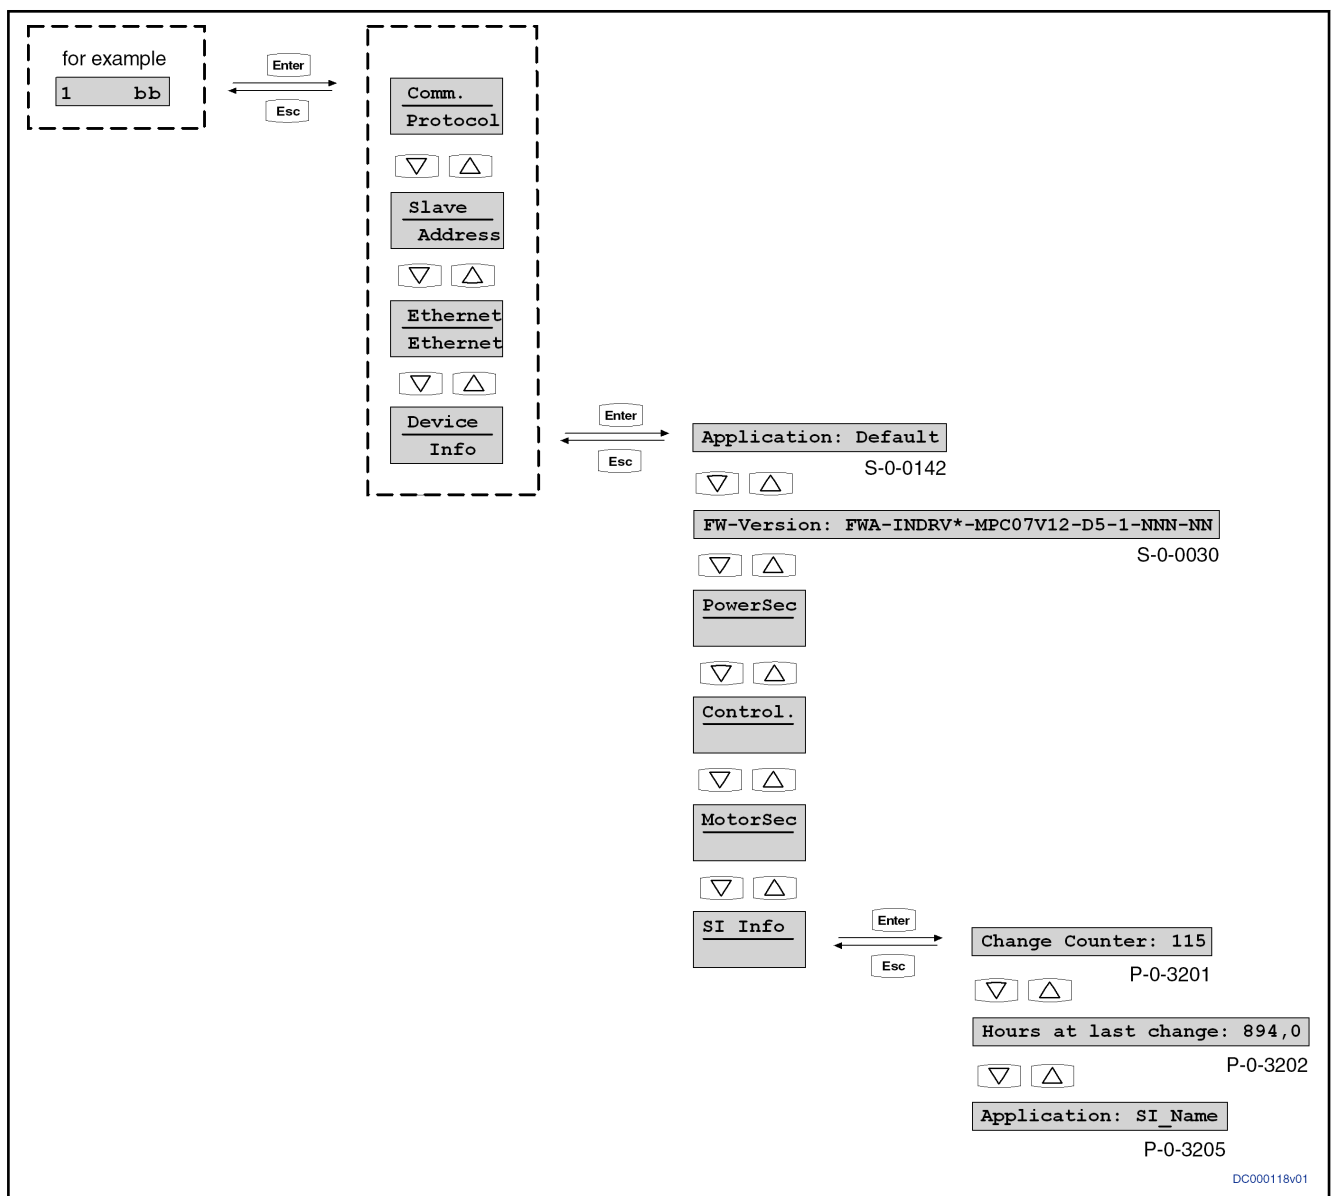 for example
1 bb
Enter
Esc
Comm.
Protocol
Slave
Address
Ethernet
Ethernet
Device
Info
Enter
Esc
Application: Default
S-0-0142
FW-Version: FWA-INDRV*-MPC07V12-D5-1-NNN-NN
S-0-0030
PowerSec
Control.
MotorSec
SI Info
Enter
Esc
Change Counter: 115
P-0-3201
Hours at last change: 894,0
P-0-3202
Application: SI_Name
P-0-3205
DC000118v01